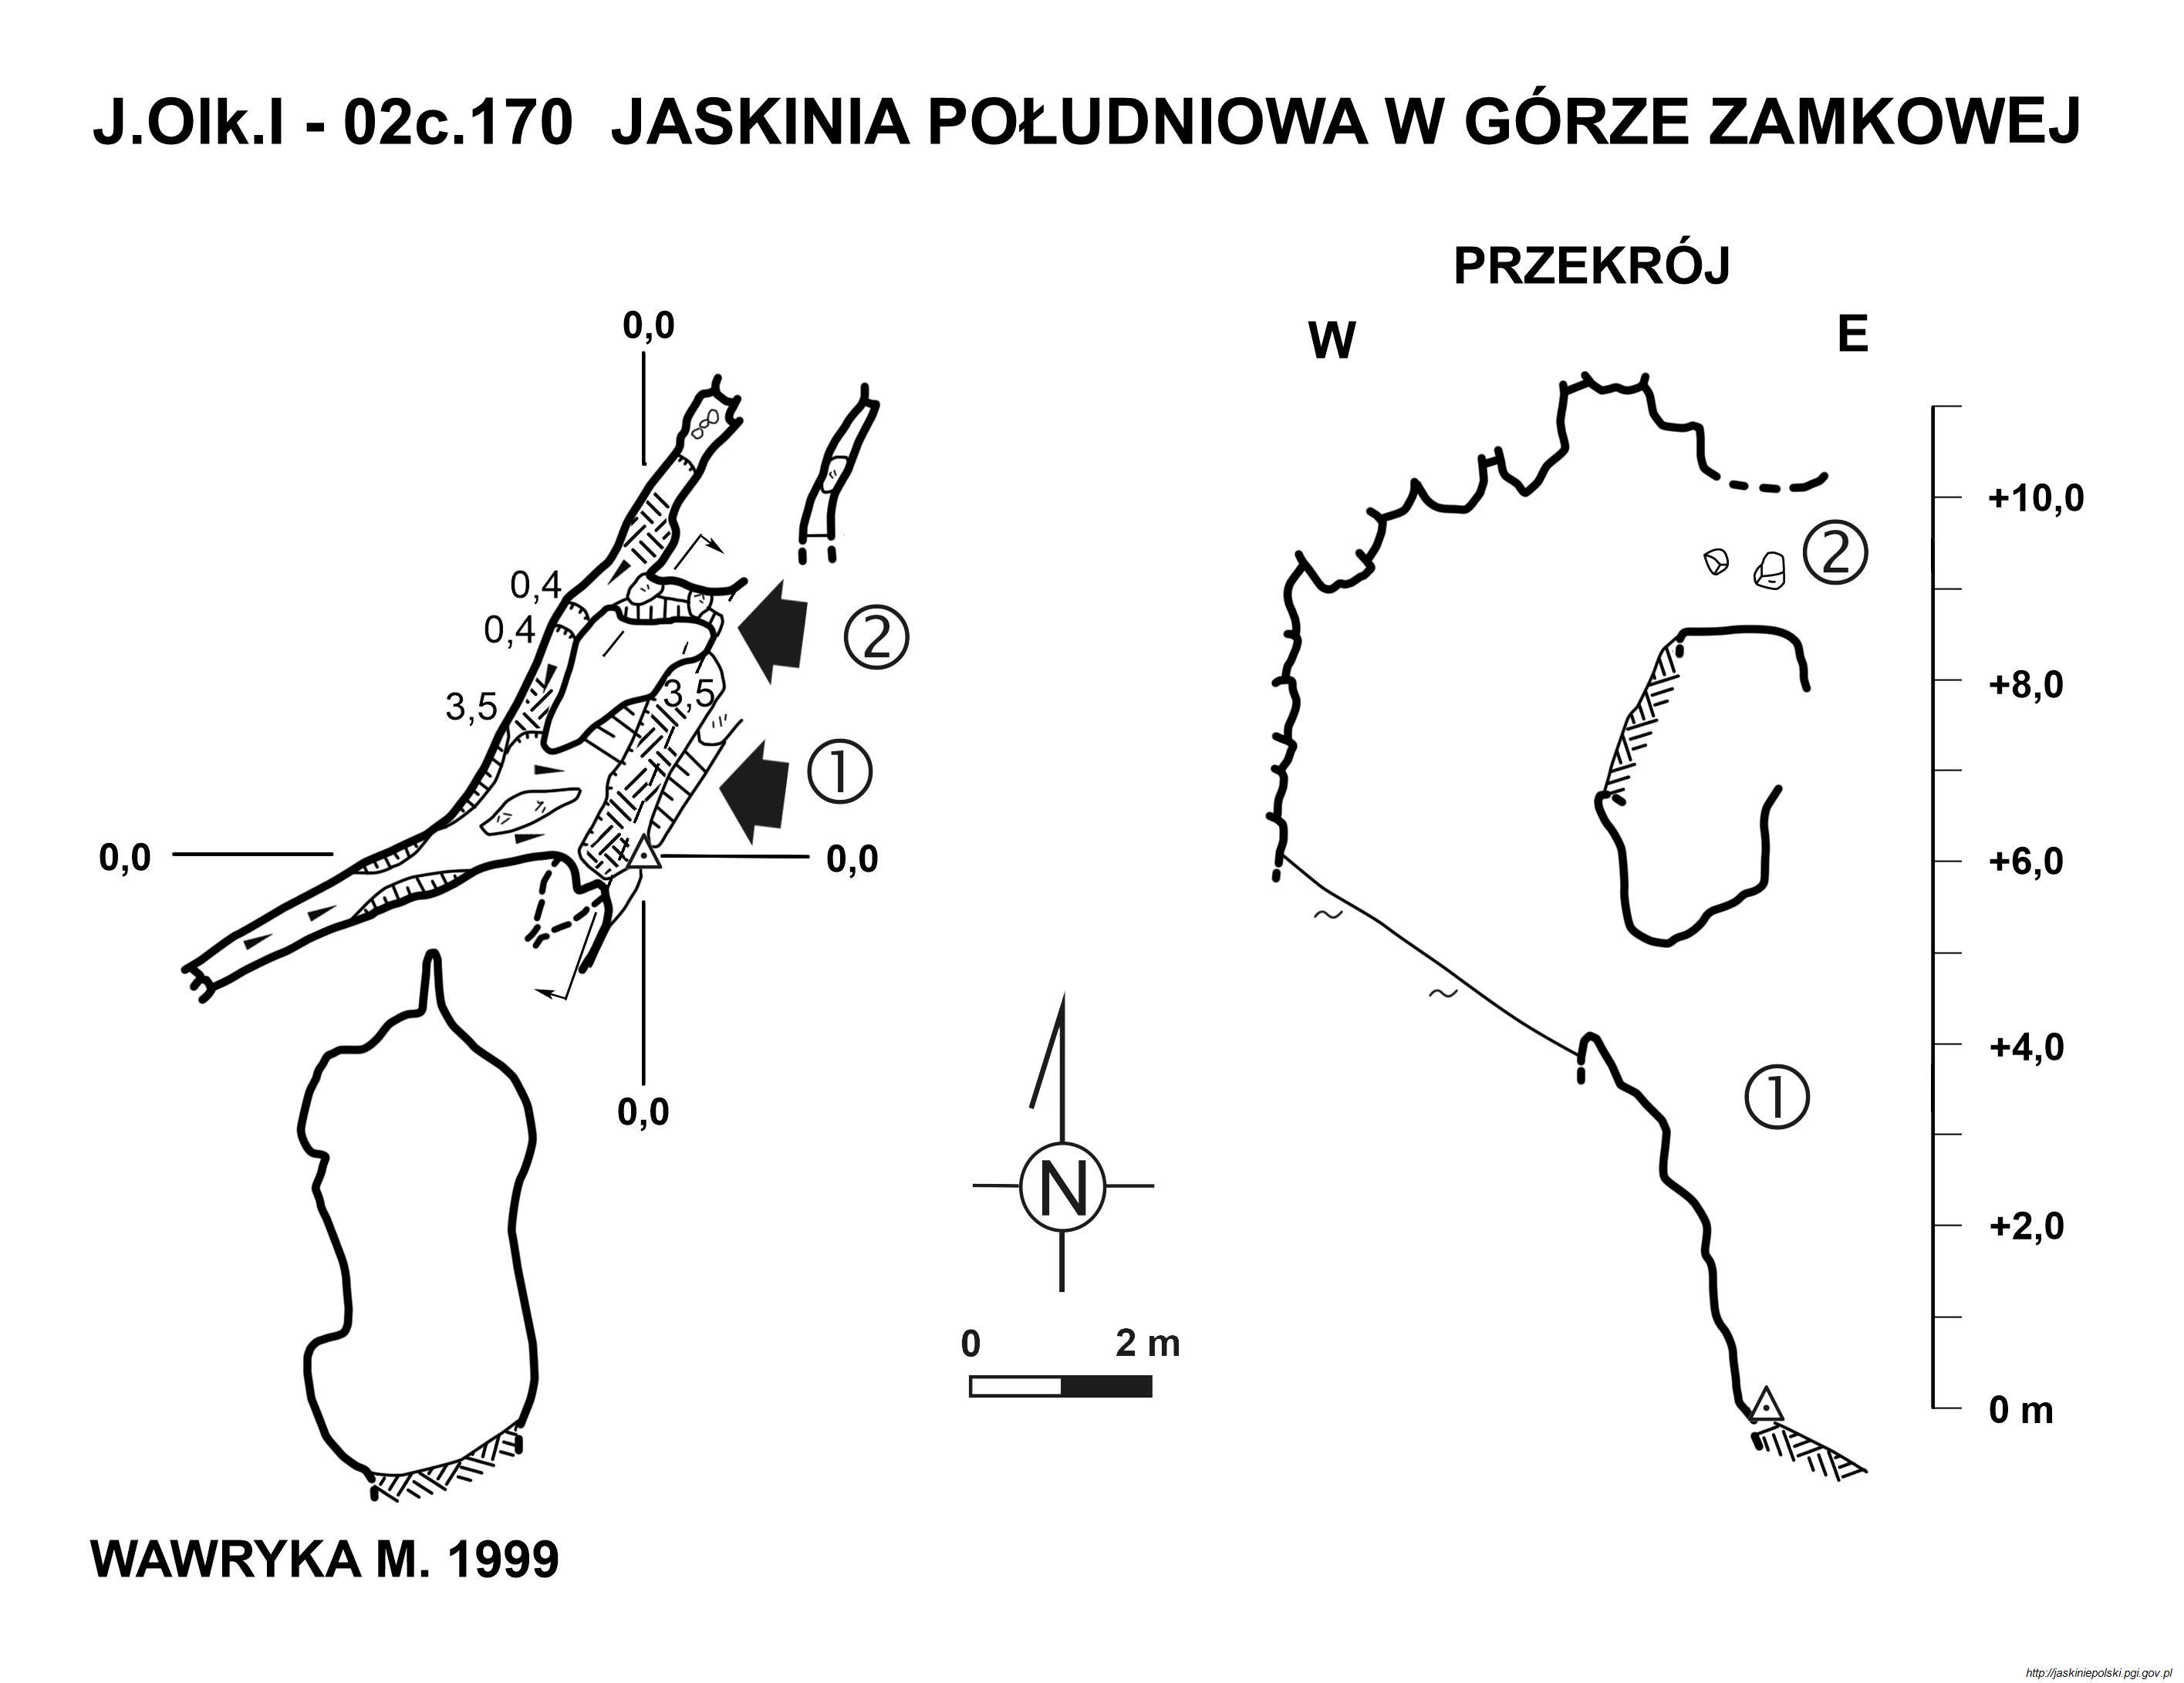 J.Olk.I - 02c.170 JASKINIA POŁUDNIOWA W GÓRZE ZAMKOWEJ
PRZEKRÓJ
W
E
0,0
+10,0
②
0,4
0,4
②
3,5
3,5
+8,0
①
0,0
0,0
+6,0
+4,0
①
0,0
N
+2,0
0
2 m
0 m
WAWRYKA M. 1999
http://jaskiniepolski.pgi.gov.pl